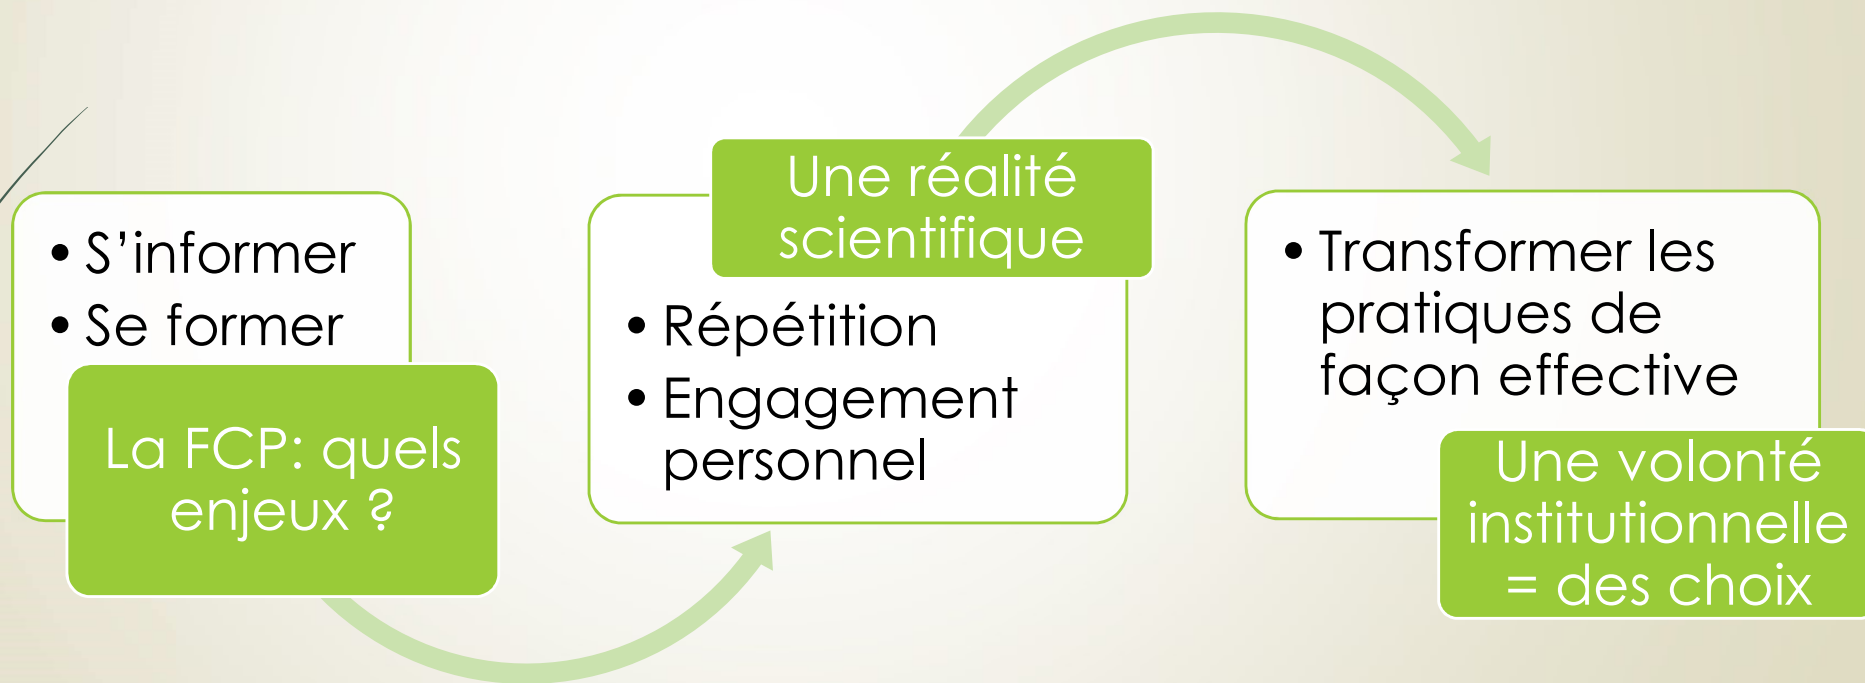 • S’informer
• Se former
La FCP: quels
enjeux ?
Une réalité
scientifique
• Répétition
• Engagement
personnel
• Transformer les
pratiques de
façon effective
Une volonté
institutionnelle
= des choix